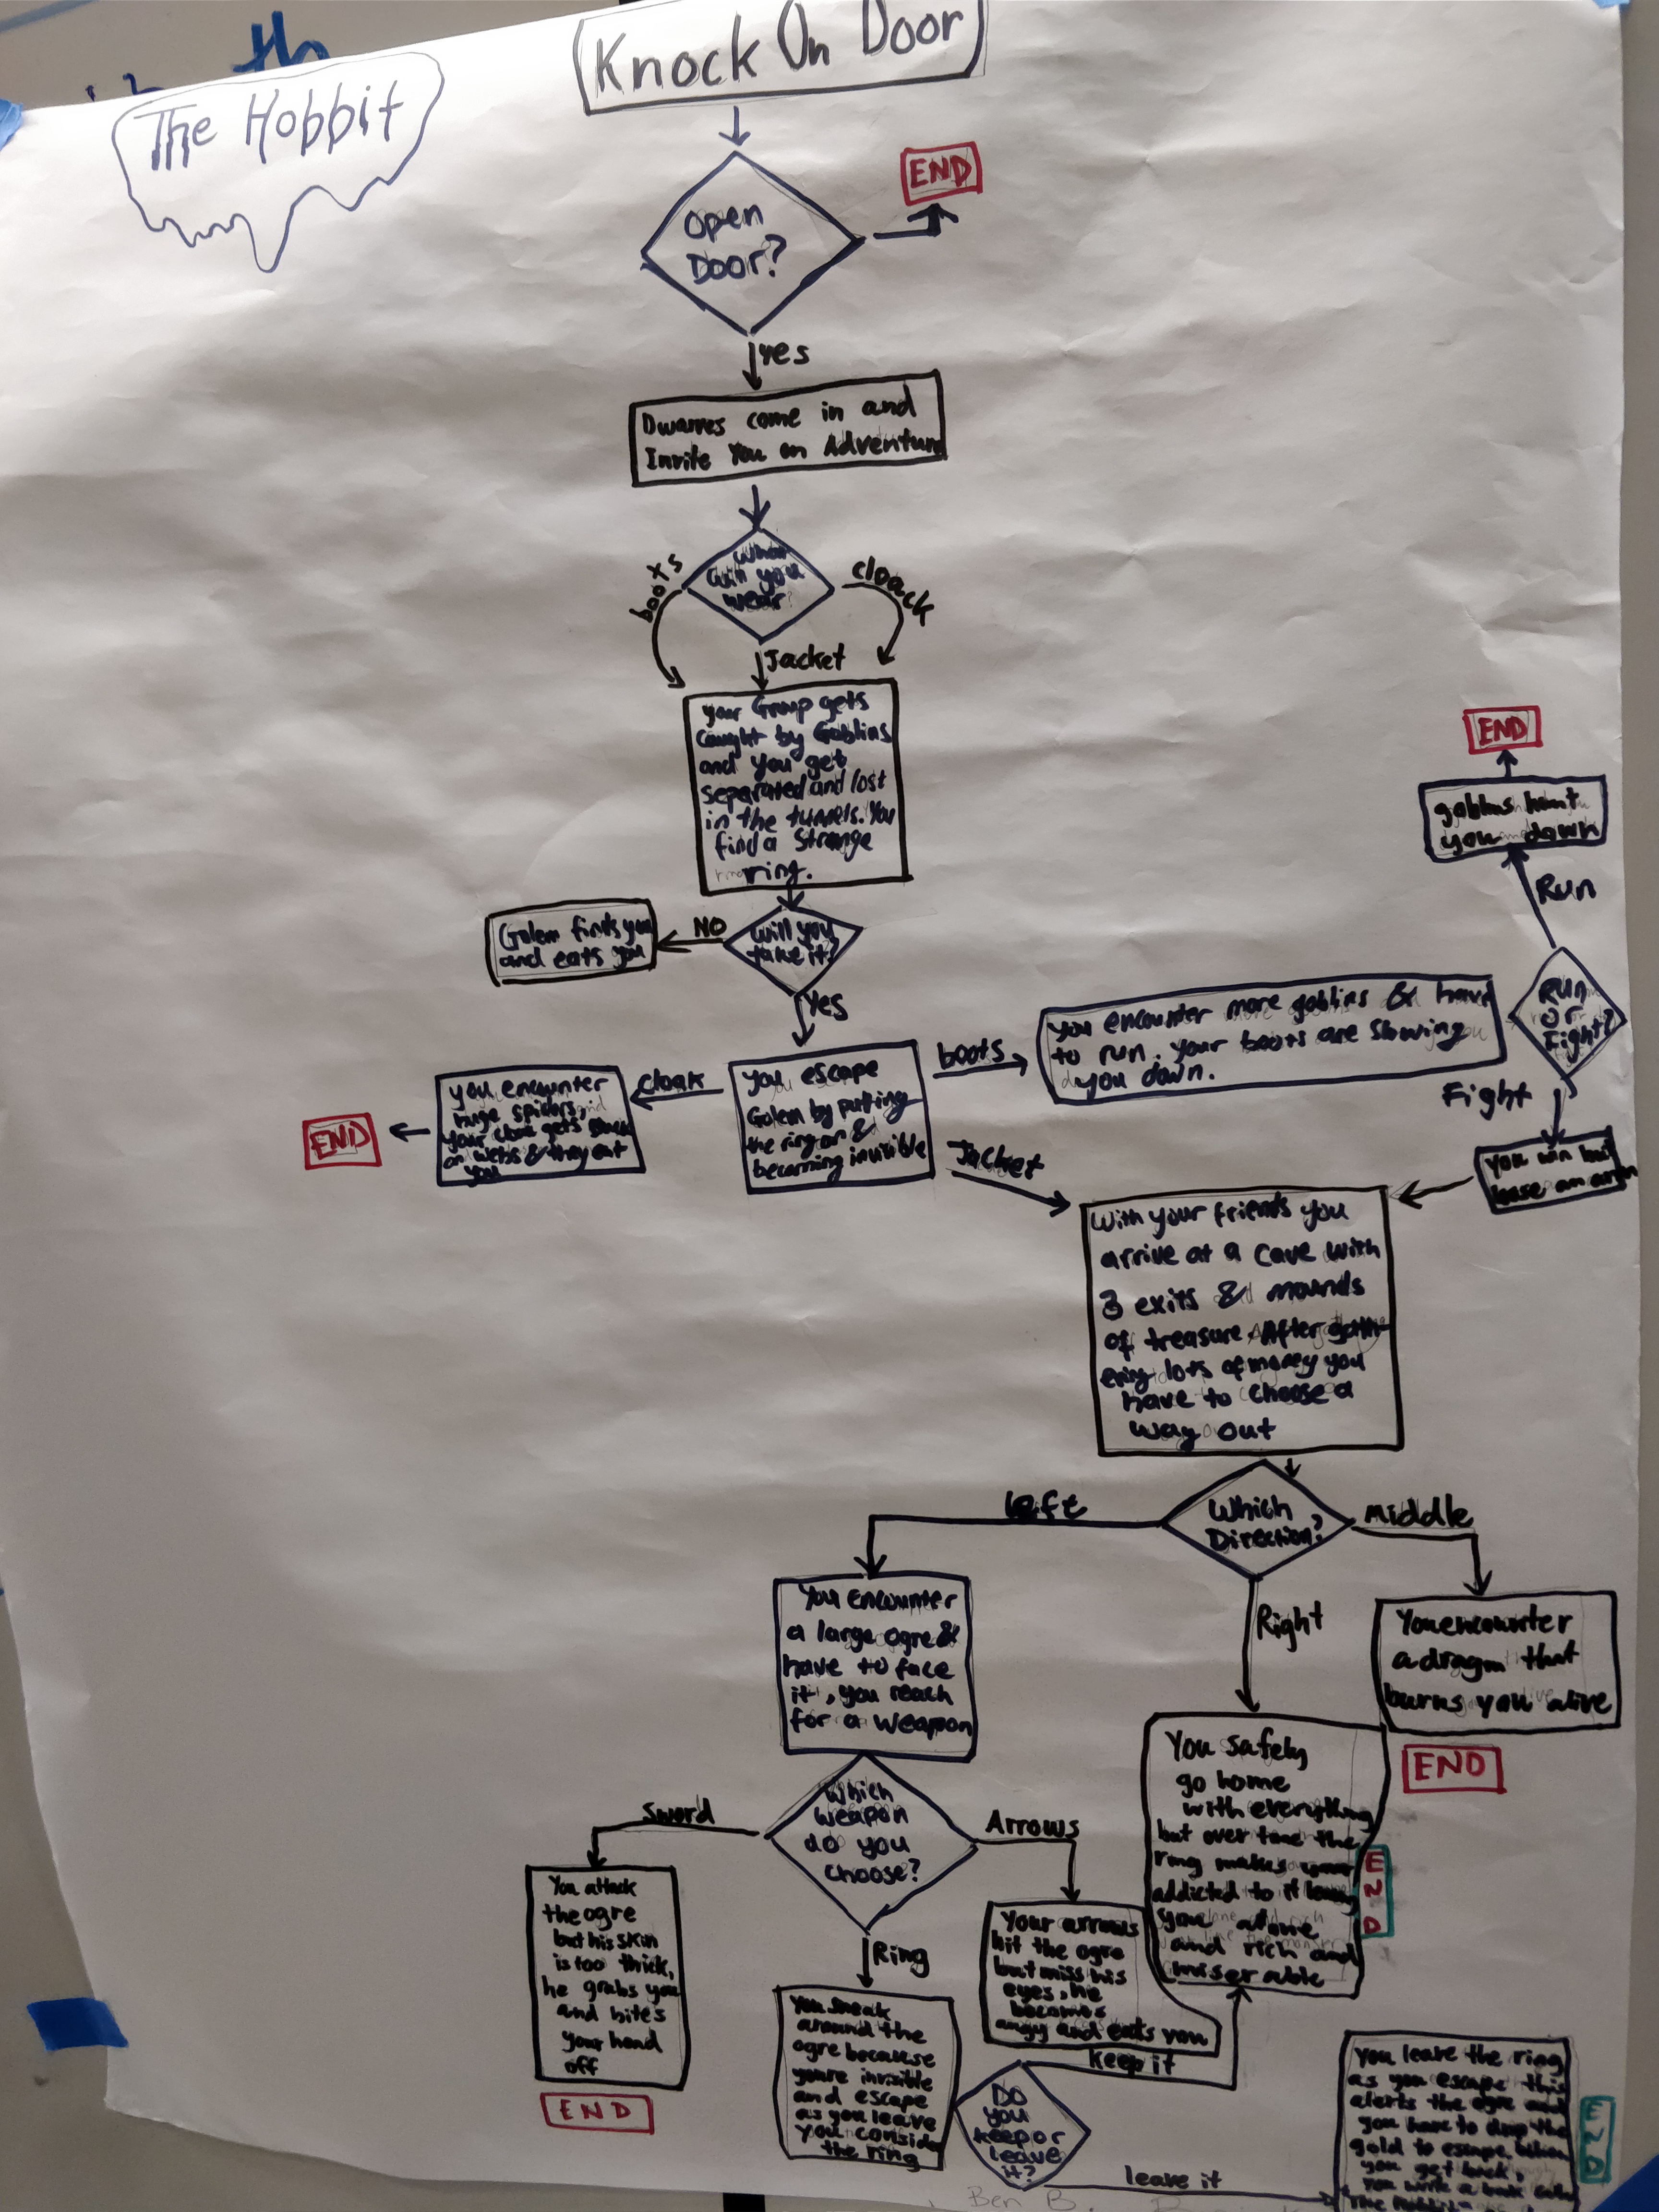 The Hobbit
Knock On Door
Open
Door?
END
Yes
Dwarves come in and
Invite You on Adventure
What
will you
wear?
boots
cloack
Jacket
your Group gets
caught by Goblins
and you get
separated and lost
in the tunnels. You
find a Strange
ring.
Will you
take it?
NO
Golem finds you
and eats you
Yes
you escape
Golem by putting
the ring on &
becoming invisible
cloak
you encounter
huge spiders,
your cloak gets stuck
on webs & they eat
you
END
boots
you encounter more goblins & have
to run. your boots are slowing
you down.
Run
or
Fight?
Run
goblins hunt
you down
END
Fight
you win but
lose an arm
Jacket
With your friends you
arrive at a cave with
3 exits & mounds
of treasure. After gath-
ering lots of money you
have to choose a
way out
Which
Direction?
left
Middle
Right
You encounter
a dragon that
burns you alive
END
You safely
go home
with everything
but over time the
ring makes your
addicted to it
you alone
and rich and
miserable
END
You encounter
a large ogre &
have to face
it, you reach
for a weapon
Which
weapon
do you
choose?
Sword
Arrows
Ring
You attack
the ogre
but his skin
is too thick,
he grabs you
and bites
your head
off
END
Your arrows
hit the ogre
but miss his
eyes, he
becomes
angry and eats you
You sneak
around the
ogre because
youre invisible
and escape
as you leave
you consider
the ring
Do
you
keep or
leave
it?
keep it
leave it
You leave the ring
as you escape this
alerts the ogre and
you have to drop the
gold to escape. When
you get back,
you write a book
The
END
Ben B.